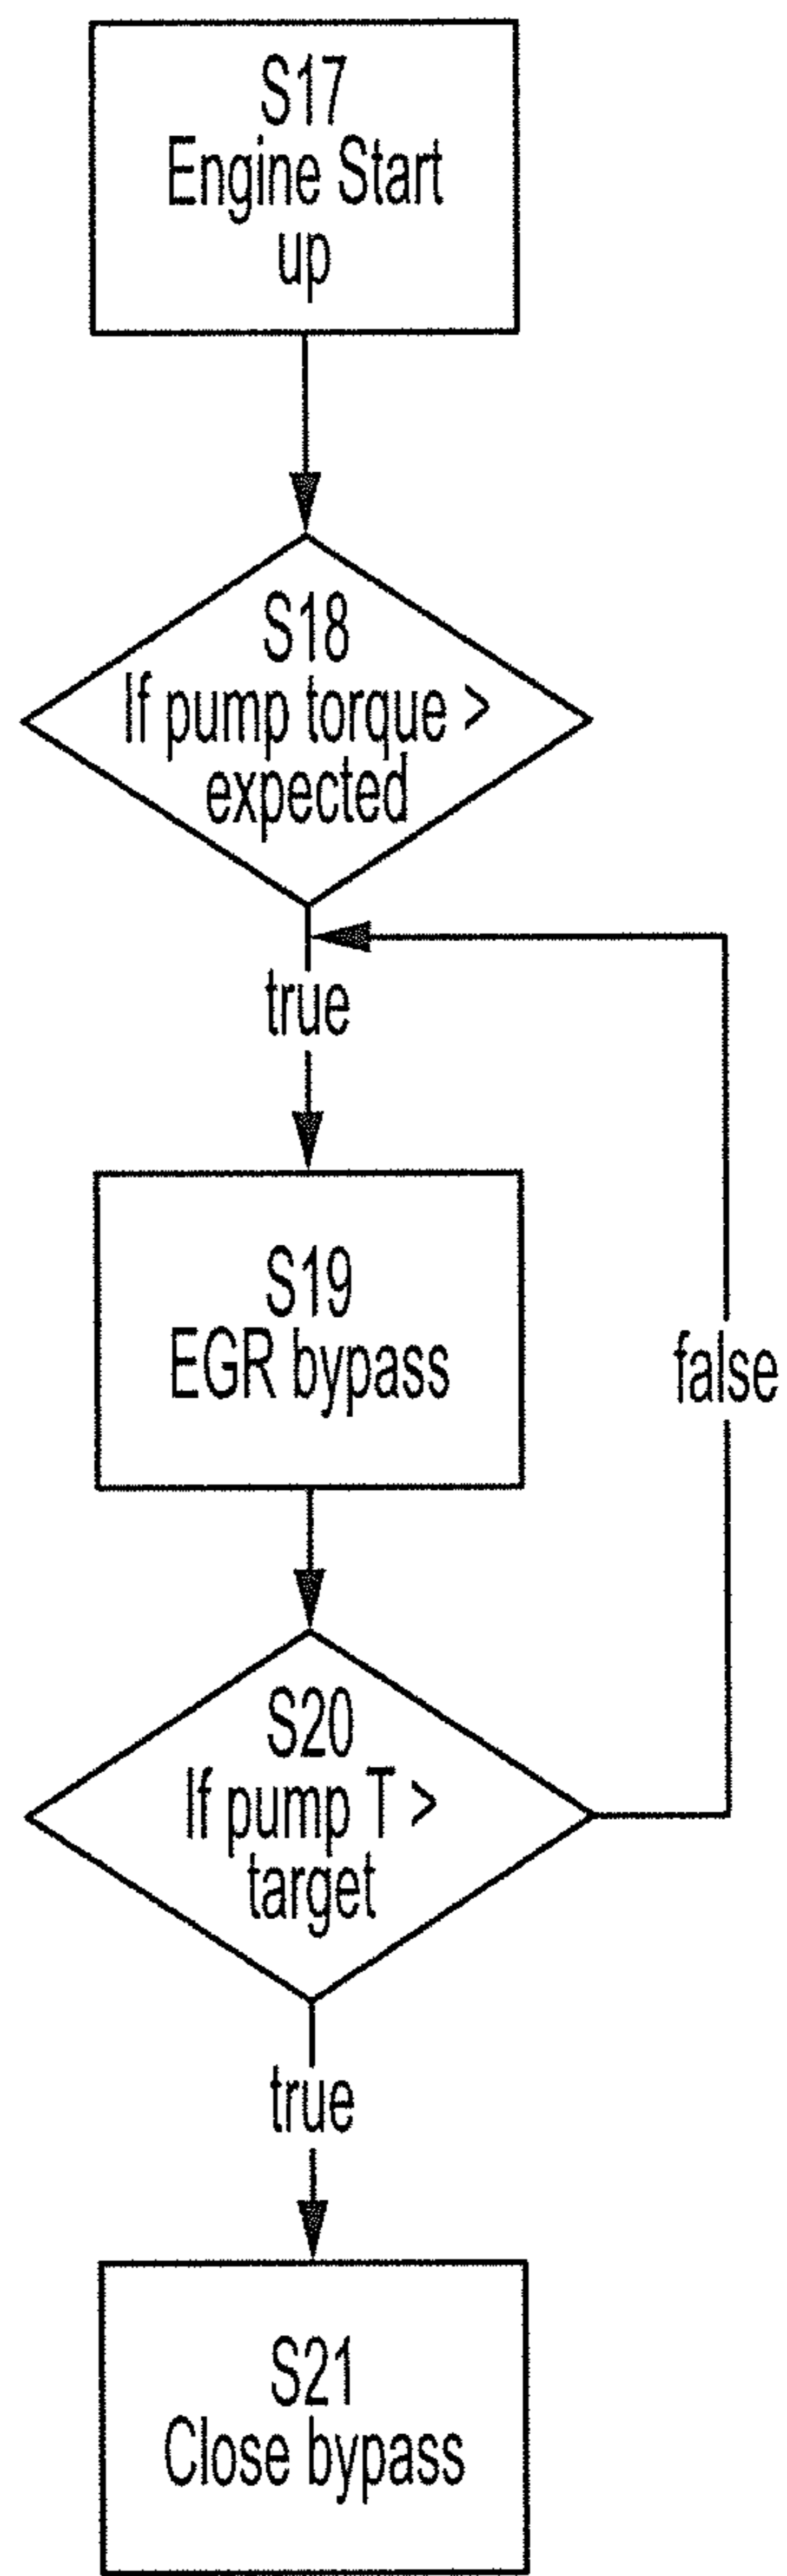 S17
Engine Start
up
S18
If pump torque >
expected
true
S19
EGR bypass
false
S20
If pump T >
target
true
S21
Close bypass